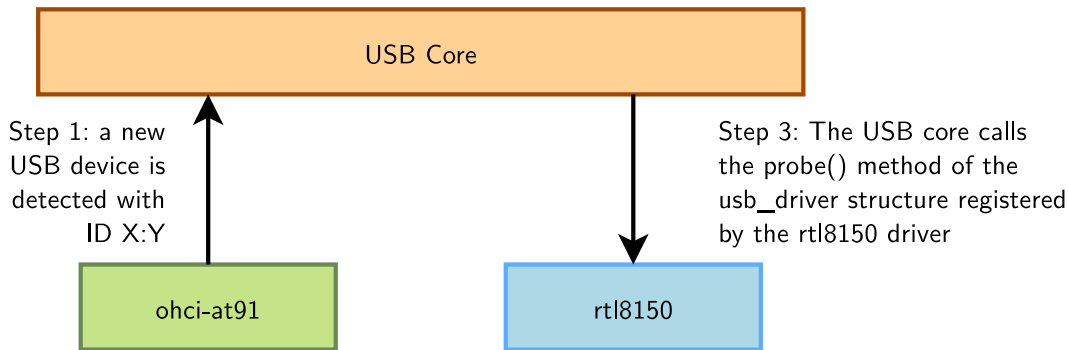 USB Core
Step 1: a new
USB device is
detected with
ID X:Y
Step 3: The USB core calls
the probe() method of the
usb_driver structure registered
by the rtl8150 driver
ohci-at91
rtl8150